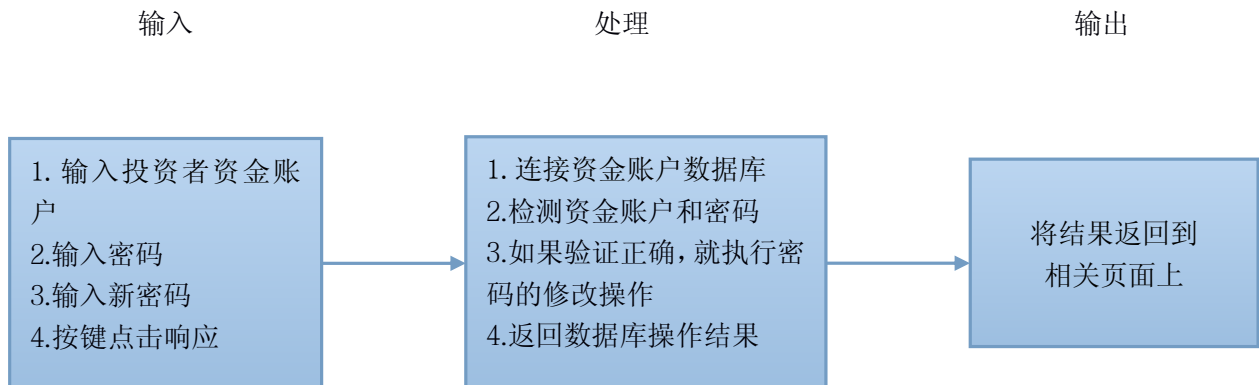 输入
处理
输出
1. 输入投资者资金账
户
2.输入密码
3.输入新密码
4.按键点击响应
1. 连接资金账户数据库
2.检测资金账户和密码
3.如果验证正确，就执行密
码的修改操作
4.返回数据库操作结果
将结果返回到
相关页面上